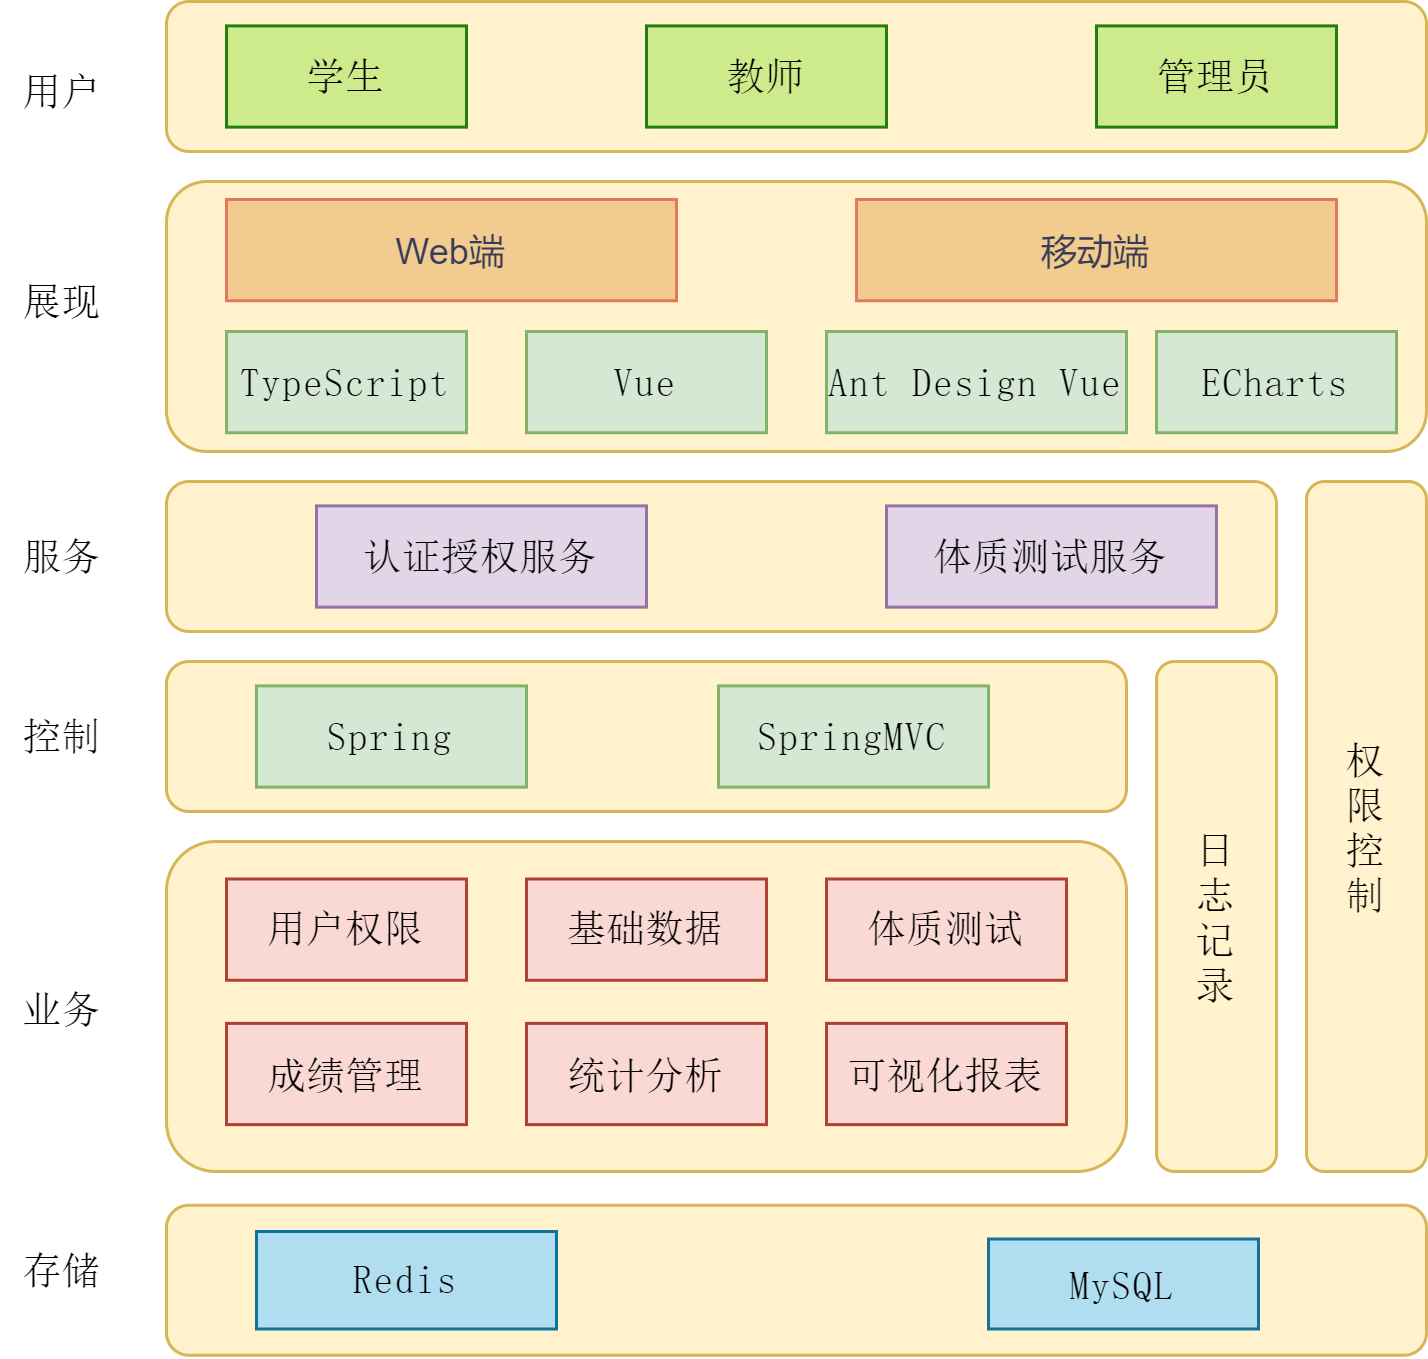 用户
学生
教师
管理员
展现
Web端
移动端
TypeScript
Vue
Ant Design Vue
ECharts
服务
认证授权服务
体质测试服务
控制
Spring
SpringMVC
业务
用户权限
基础数据
体质测试
成绩管理
统计分析
可视化报表
日志记录
权限控制
存储
Redis
MySQL